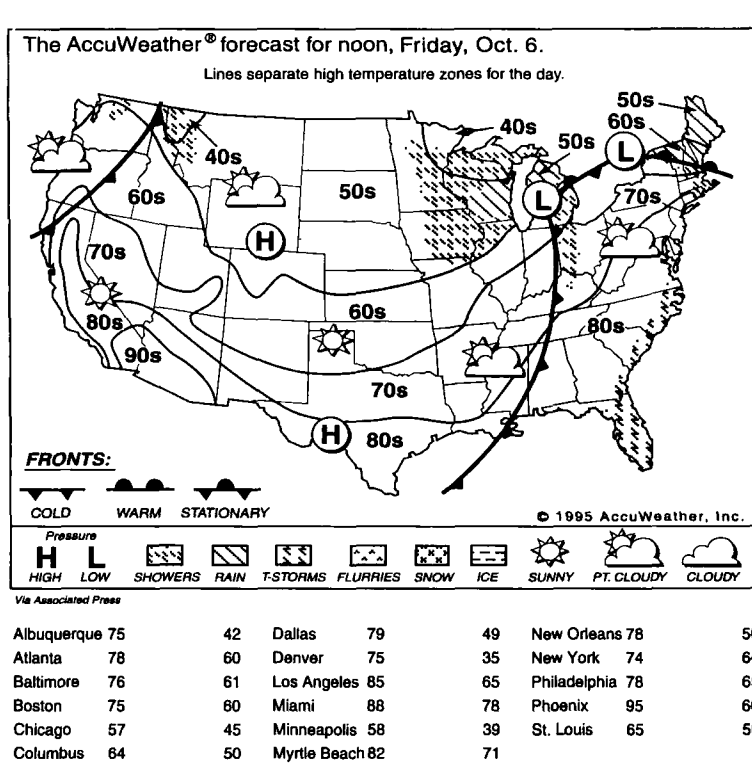 The AccuWeather® forecast for noon, Friday, Oct. 6.
Lines separate high temperature zones for the day.
50s
60s
40s
50s
L
40s
60s
50s
L
70s
H
70s
60s
80s
80s
90s
70s
H
80s
FRONTS:
COLD WARM STATIONARY
© 1995 AccuWeather, Inc.
Pressure
H L
HIGH LOW SHOWERS RAIN T-STORMS FLURRIES SNOW ICE SUNNY PT. CLOUDY CLOUDY
Via Associated Press
Albuquerque 75 42 Dallas 79 49 New Orleans 78
Atlanta 78 60 Denver 75 35 New York 74
Baltimore 76 61 Los Angeles 85 65 Philadelphia 78
Boston 75 60 Miami 88 78 Phoenix 95
Chicago 57 45 Minneapolis 58 39 St. Louis 65
Columbus 64 50 Myrtle Beach 82 71